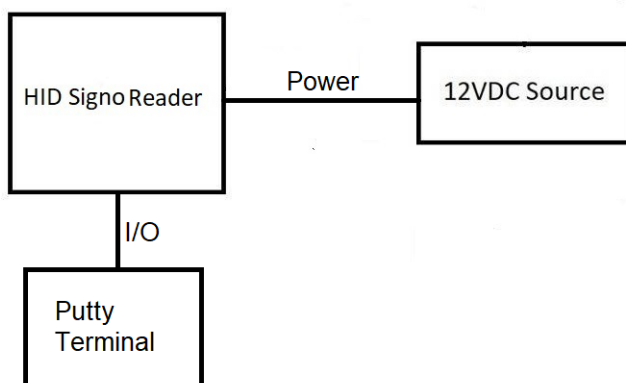 HID Signo Reader
Power
12VDC Source
I/O
Putty
Terminal